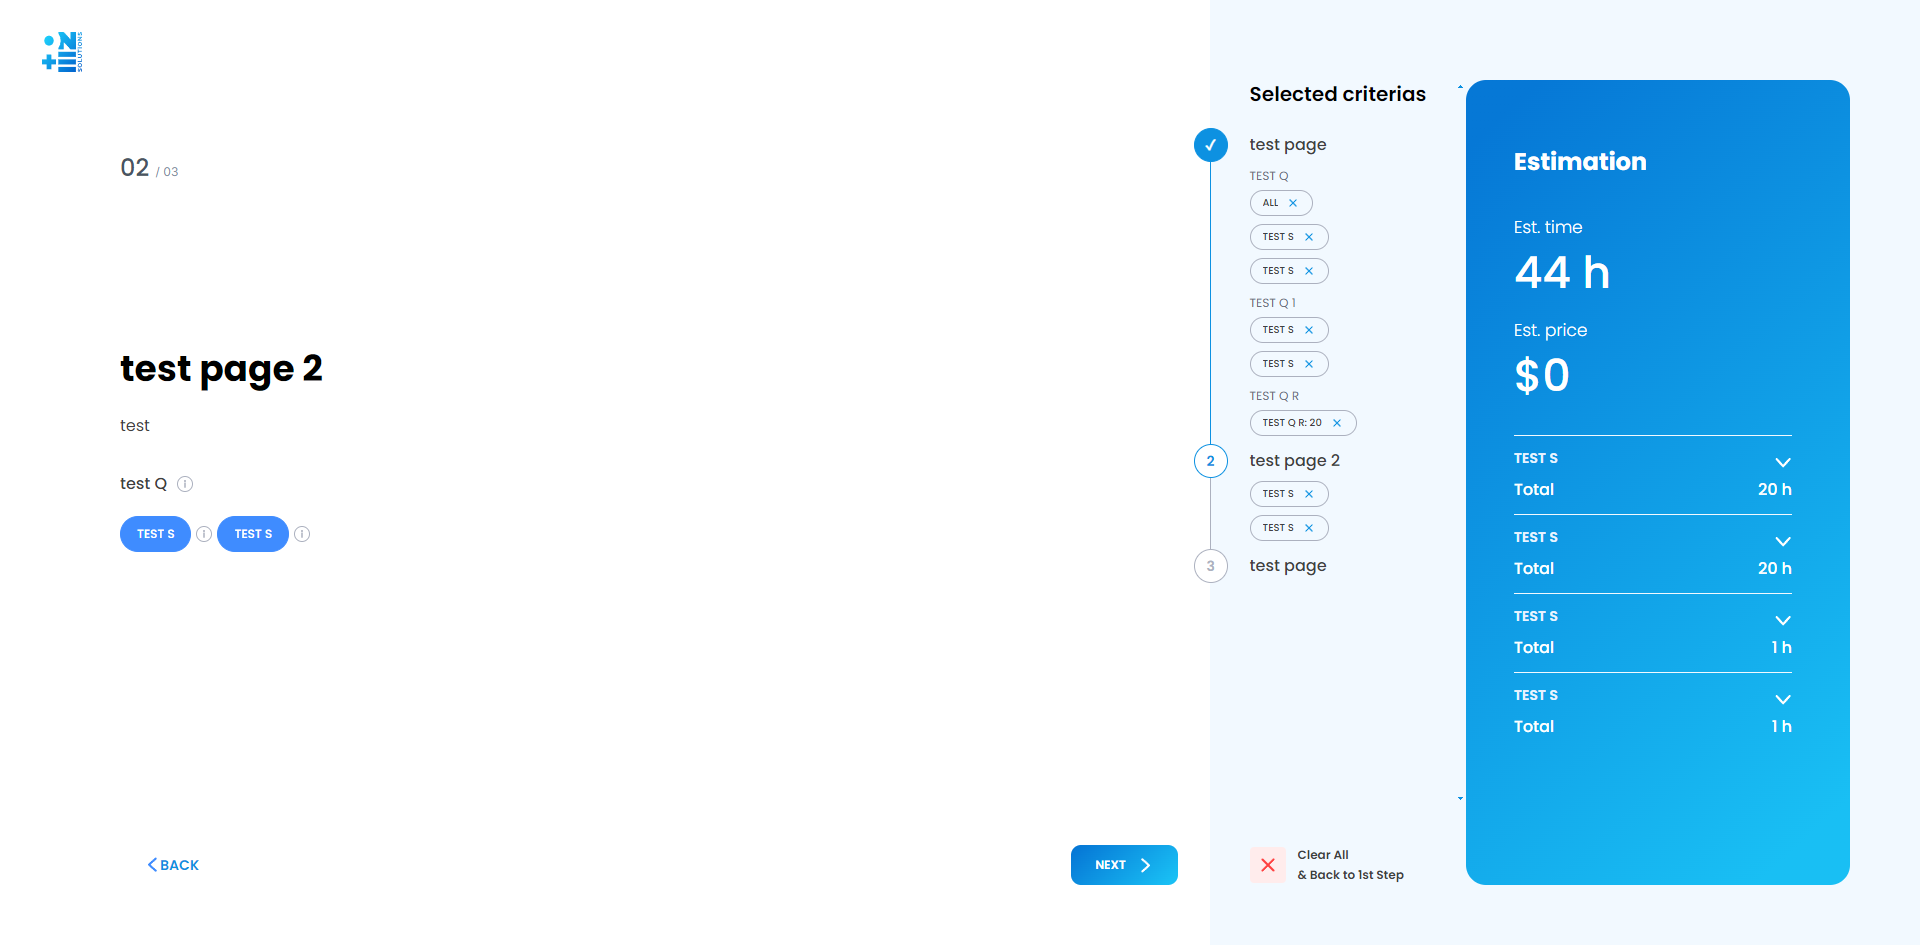 SOLUTIONS
02 / 03
test page 2
test
test Q
TEST S
TEST S
BACK
NEXT
Selected criterias
test page
TEST Q
ALL
TEST S
TEST S
TEST Q 1
TEST S
TEST S
TEST Q R
TEST Q R: 20
2
test page 2
TEST S
TEST S
3
test page
Clear All
& Back to 1st Step
Estimation
Est. time
44 h
Est. price
$0
TEST S
Total 20 h
TEST S
Total 20 h
TEST S
Total 1 h
TEST S
Total 1 h